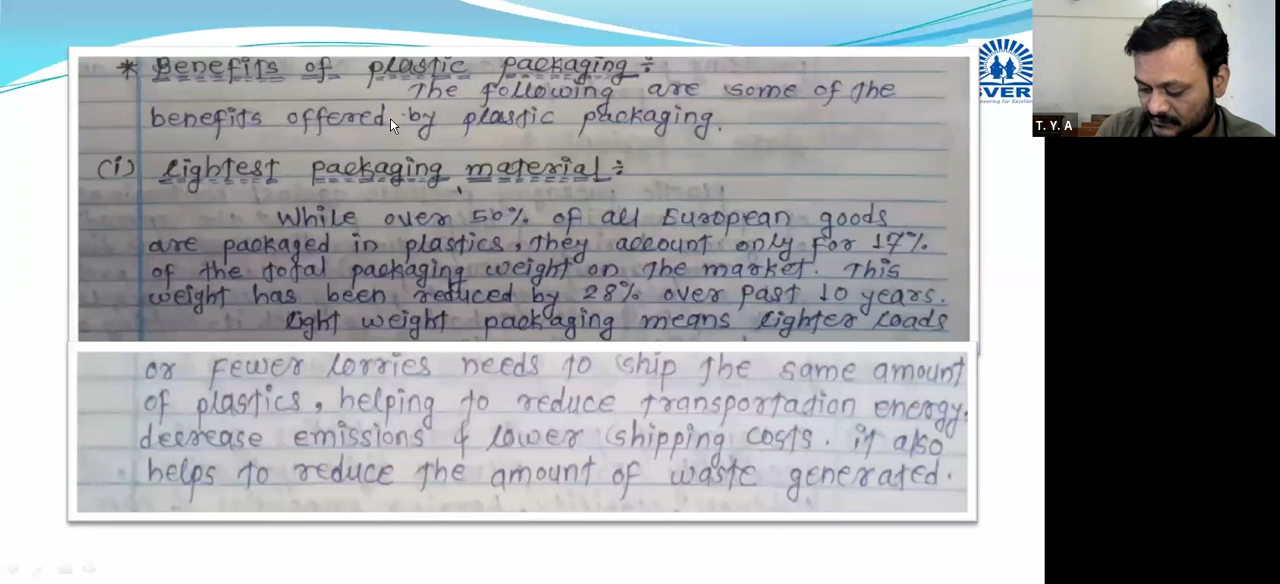 * Benefits of plastic packaging:
The following are some of the
benefits offered by plastic packaging.
(i) Lightest packaging material:
While over 50% of all European goods
are packaged in plastics, they account only for 17%
of the total packaging weight on the market. This
weight has been reduced by 28% over past 10 years.
Light weight packaging means lighter loads
or fewer lorries needs to ship the same amount
of plastics, helping to reduce transportation energy.
decrease emissions & lower shipping costs. it also
helps to reduce the amount of waste generated.
SVER
T. Y. A